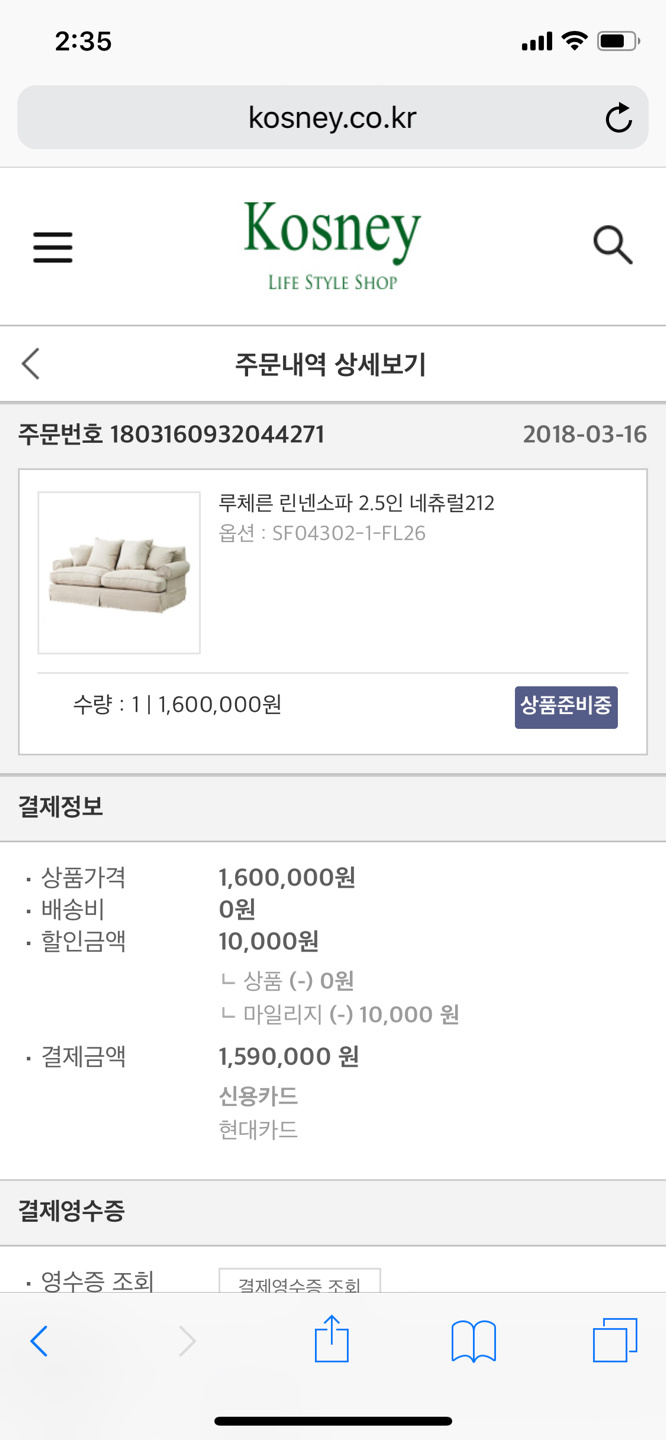 2:35
kosney.co.kr
Kosney
LIFE STYLE SHOP
주문내역 상세보기
주문번호 1803160932044271 2018-03-16
루체른 린넨소파 2.5인 네츄럴212
옵션 : SF04302-1-FL26
수량 : 1 | 1,600,000원 상품준비중
결제정보
· 상품가격 1,600,000원
· 배송비 0원
· 할인금액 10,000원
ㄴ 상품 (-) 0원
ㄴ 마일리지 (-) 10,000 원
· 결제금액 1,590,000 원
신용카드
현대카드
결제영수증
· 영수증 조회 결제영수증 조회